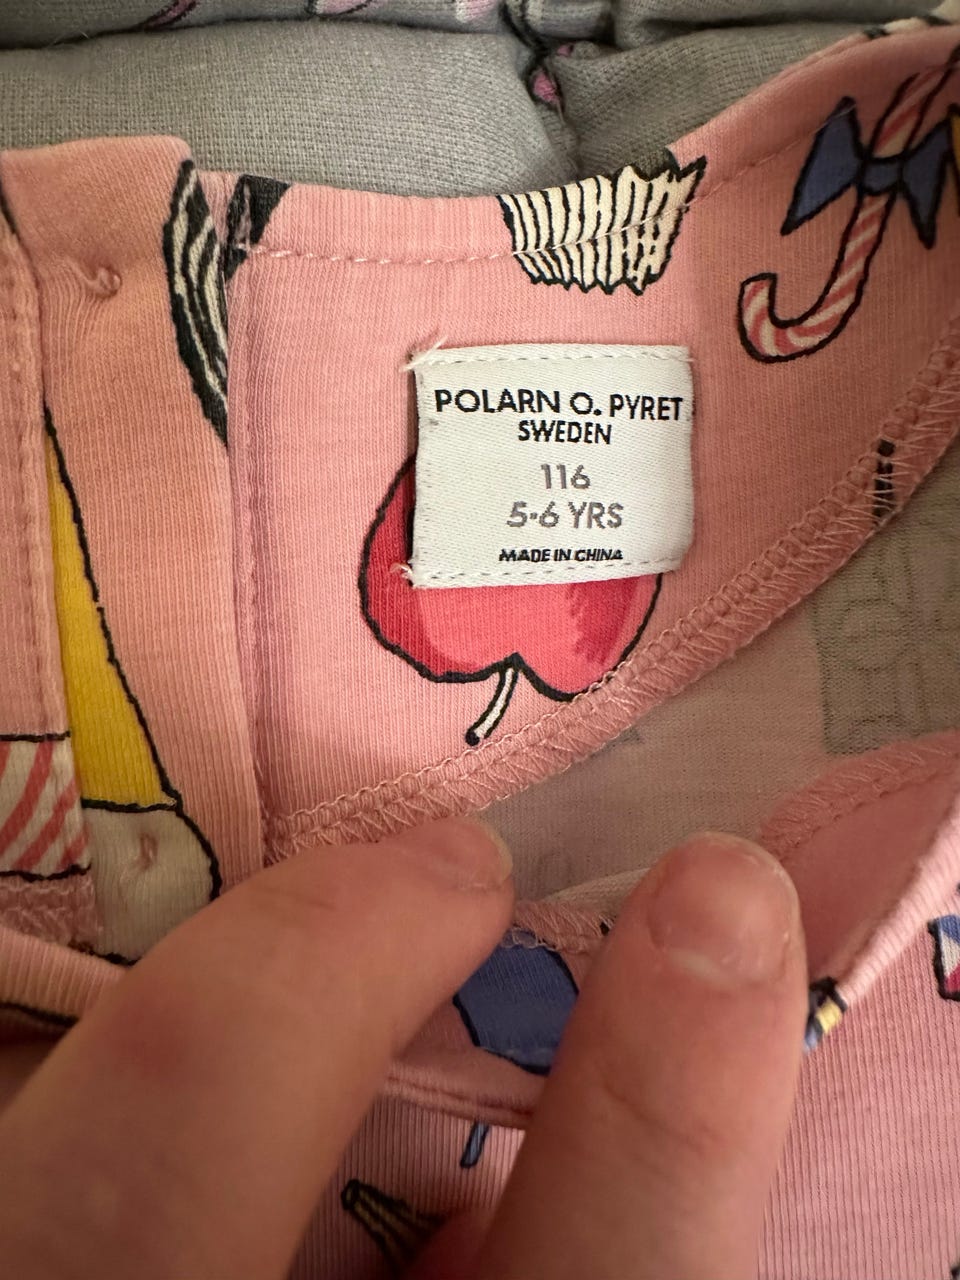 POLARN O. PYRET
SWEDEN
116
5-6 YRS
MADE IN CHINA